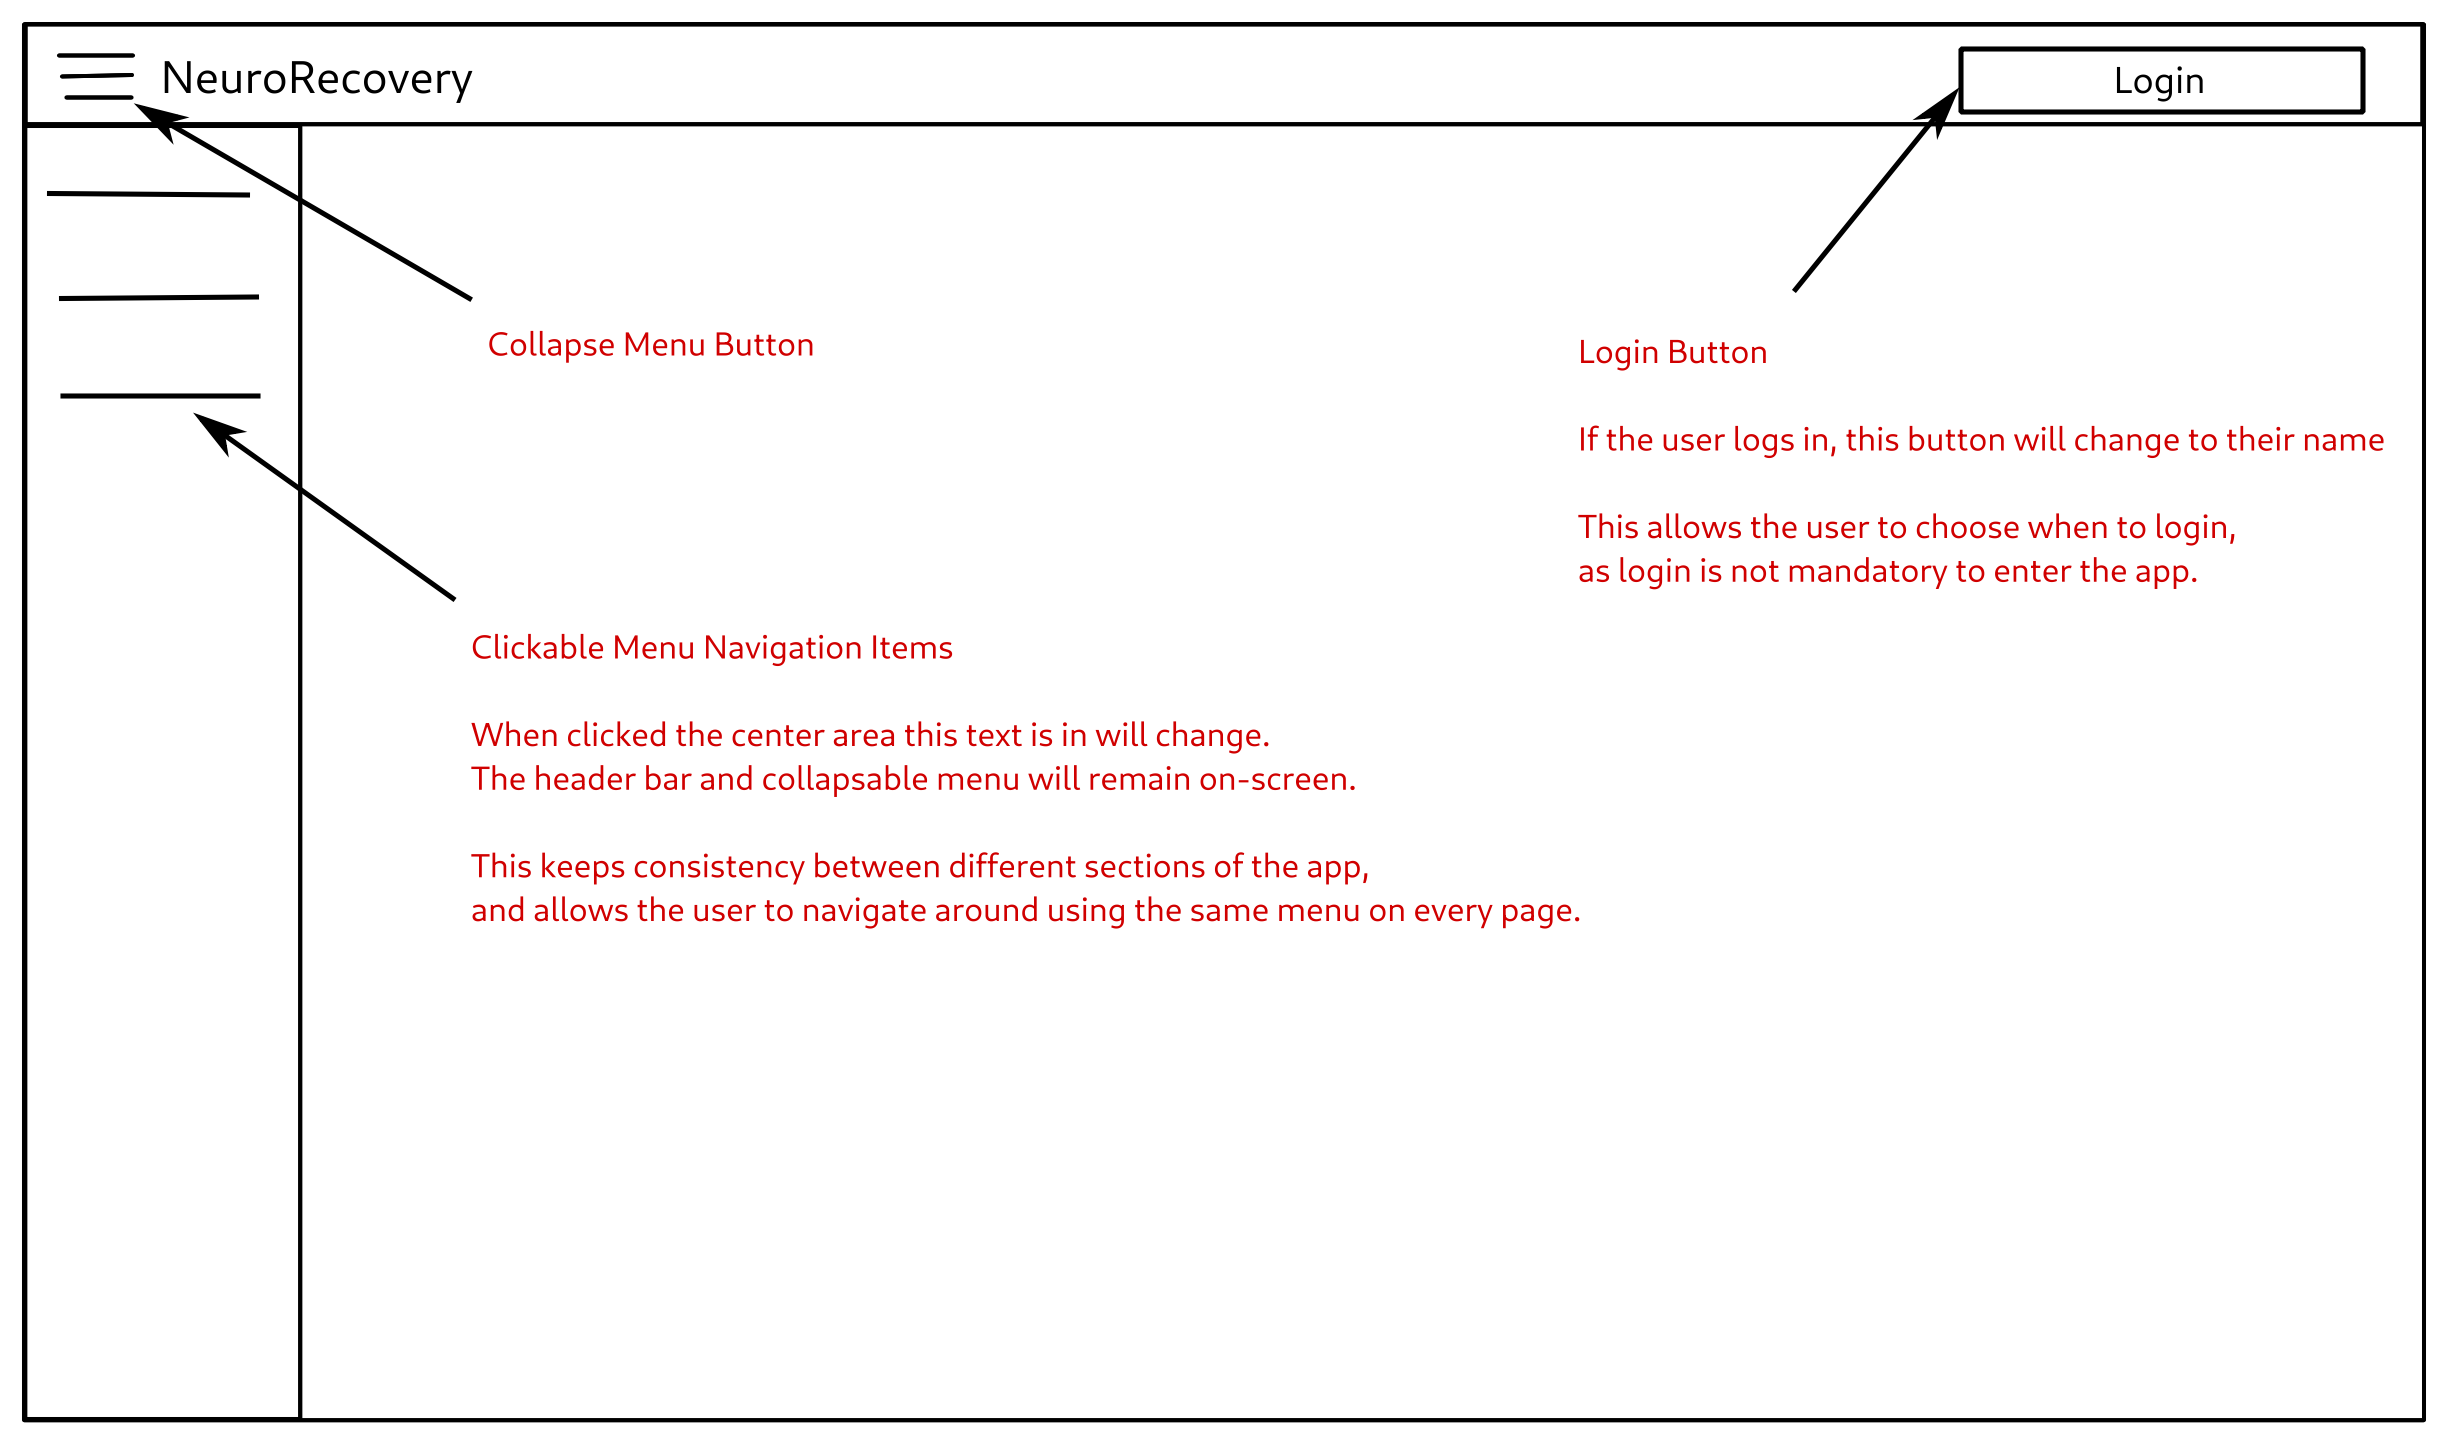 NeuroRecovery
Login
Collapse Menu Button
Login Button
If the user logs in, this button will change to their name
This allows the user to choose when to login,
as login is not mandatory to enter the app.
Clickable Menu Navigation Items
When clicked the center area this text is in will change.
The header bar and collapsable menu will remain on-screen.
This keeps consistency between different sections of the app,
and allows the user to navigate around using the same menu on every page.